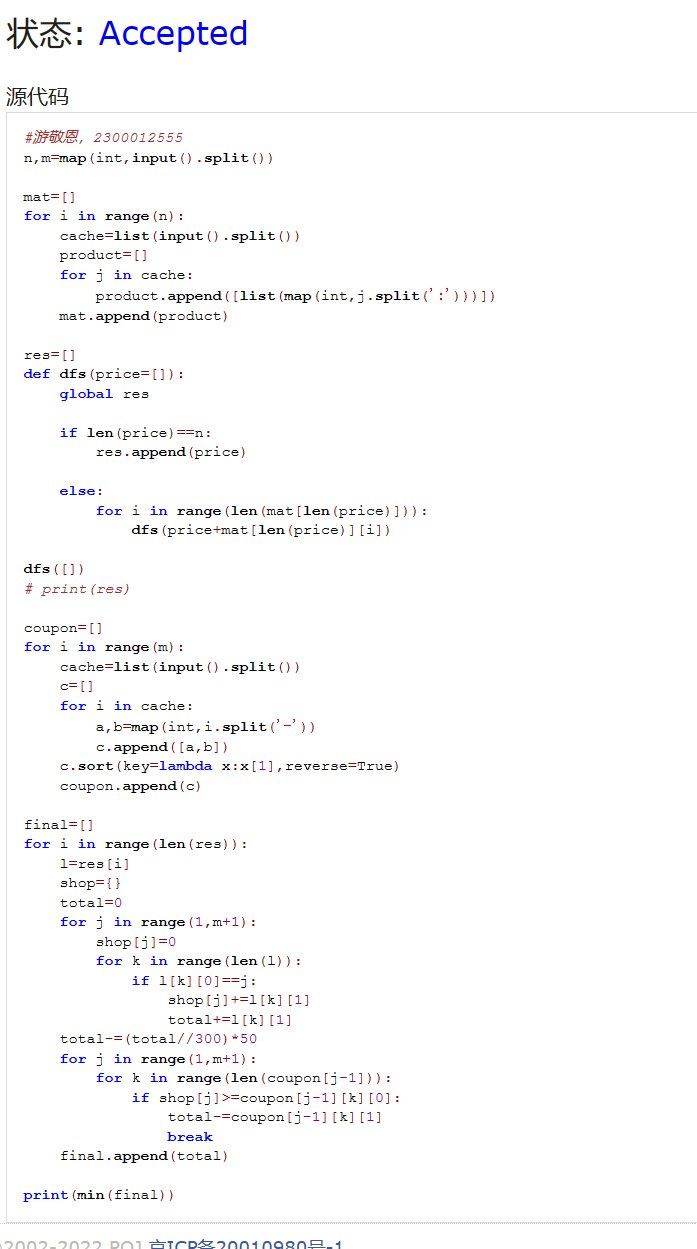 状态: Accepted
源代码
#游敬恩，2300012555
n,m=map(int,input().split())
mat=[]
for i in range(n):
    cache=list(input().split())
    product=[]
    for j in cache:
        product.append([list(map(int,j.split(':')))])
    mat.append(product)
res=[]
def dfs(price=[]):
    global res
    if len(price)==n:
        res.append(price)
    else:
        for i in range(len(mat[len(price)])):
            dfs(price+mat[len(price)][i])
dfs([])
# print(res)
coupon=[]
for i in range(m):
    cache=list(input().split())
    c=[]
    for i in cache:
        a,b=map(int,i.split('-'))
        c.append([a,b])
    c.sort(key=lambda x:x[1],reverse=True)
    coupon.append(c)
final=[]
for i in range(len(res)):
    l=res[i]
    shop={}
    total=0
    for j in range(1,m+1):
        shop[j]=0
        for k in range(len(l)):
            if l[k][0]==j:
                shop[j]+=l[k][1]
                total+=l[k][1]
    total-=(total//300)*50
    for j in range(1,m+1):
        for k in range(len(coupon[j-1])):
            if shop[j]>=coupon[j-1][k][0]:
                total-=coupon[j-1][k][1]
                break
    final.append(total)
print(min(final))
2002-2022 POJ 京ICP备20010980号-1